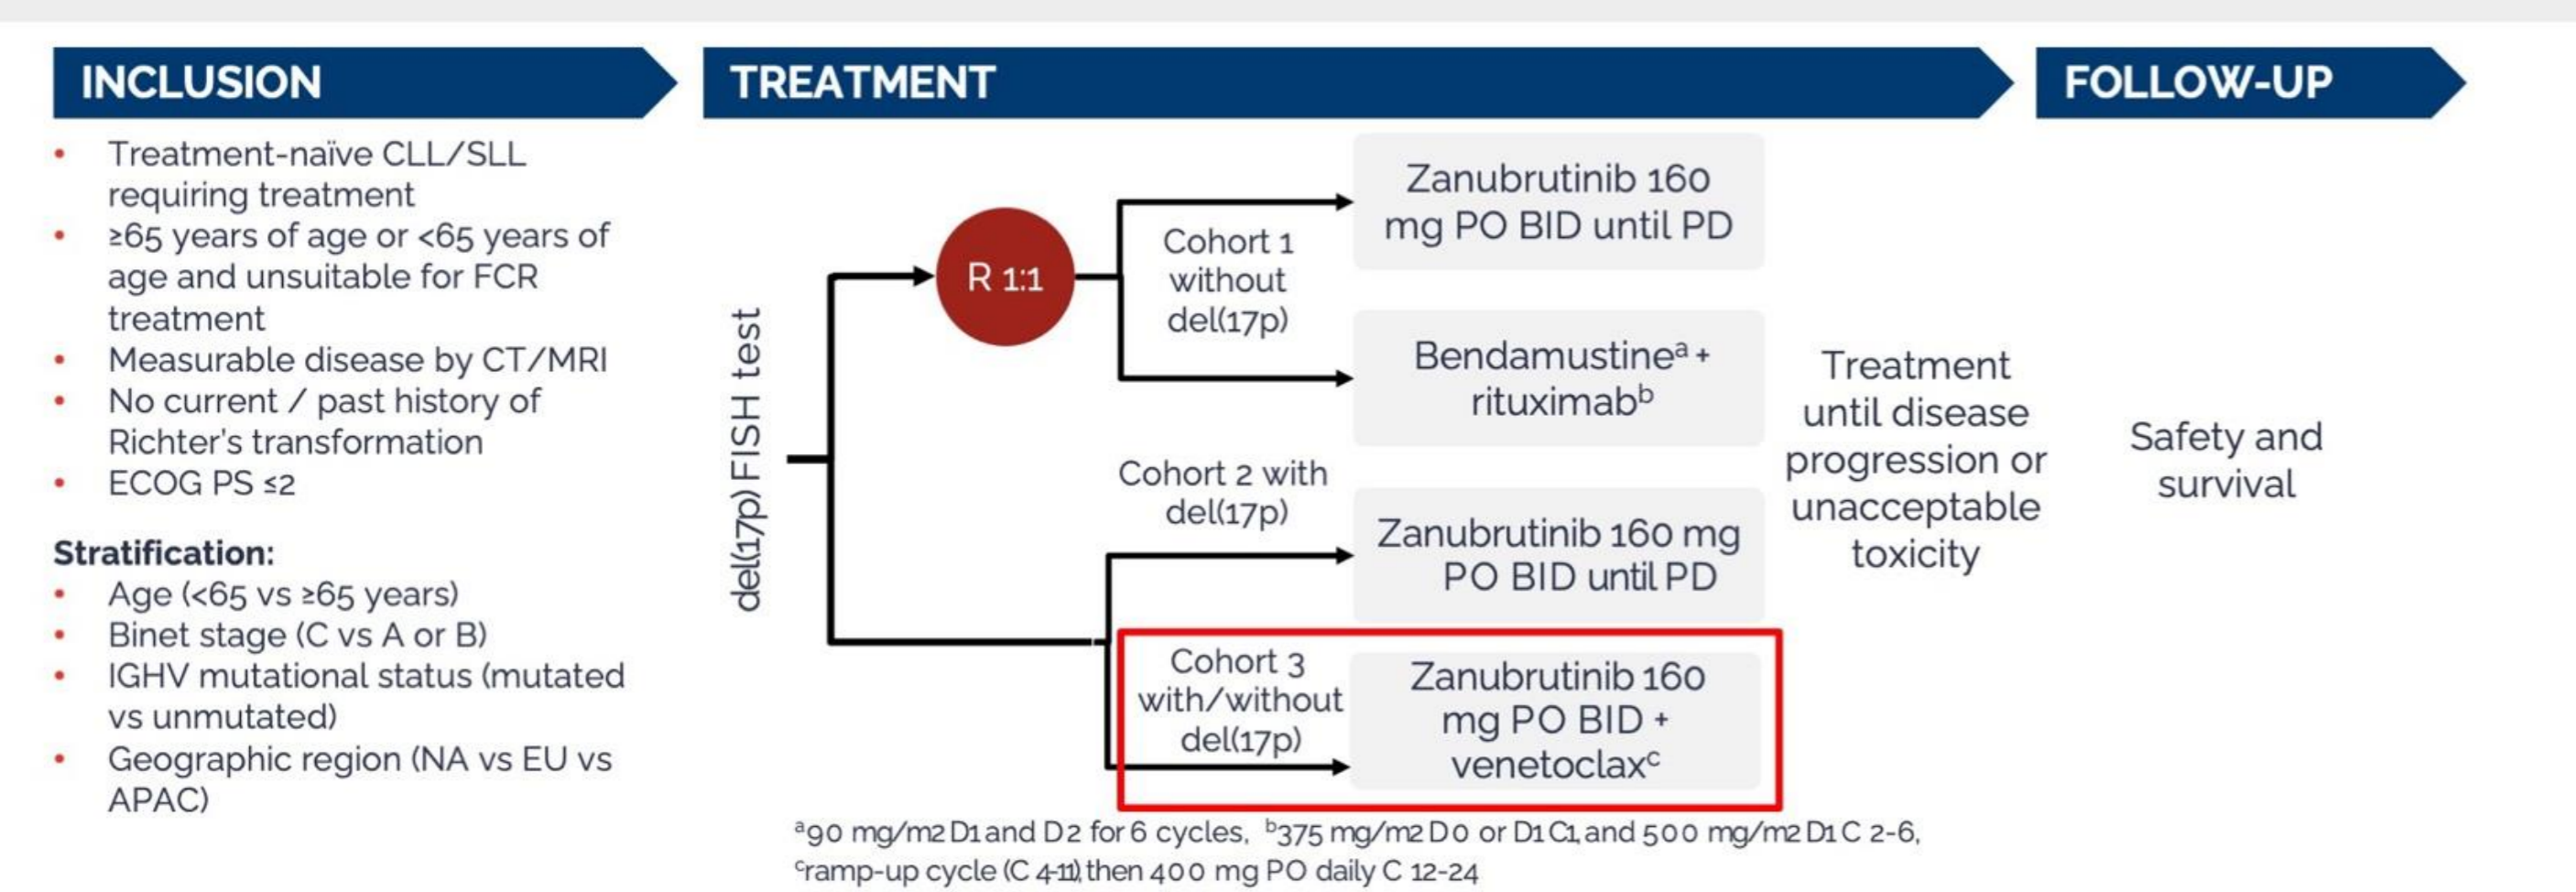 INCLUSION
Treatment-naïve CLL/SLL
requiring treatment
≥65 years of age or <65 years of
age and unsuitable for FCR
treatment
Measurable disease by CT/MRI
No current / past history of
Richter's transformation
ECOG PS ≤2
Stratification:
Age (<65 vs ≥65 years)
Binet stage (C vs A or B)
IGHV mutational status (mutated
vs unmutated)
Geographic region (NA vs EU vs
APAC)
TREATMENT
del(17p) FISH test
R 1:1
Cohort 1
without
del(17p)
Zanubrutinib 160
mg PO BID until PD
Bendamustineᵃ +
rituximabᵇ
Cohort 2 with
del(17p)
Zanubrutinib 160 mg
PO BID until PD
Cohort 3
with/without
del(17p)
Zanubrutinib 160
mg PO BID +
venetoclaxᶜ
Treatment
until disease
progression or
unacceptable
toxicity
FOLLOW-UP
Safety and
survival
ᵃ90 mg/m2 D1 and D2 for 6 cycles, ᵇ375 mg/m2 D0 or D1 C1, and 500 mg/m2 D1 C 2-6,
ᶜramp-up cycle (C 4-11), then 400 mg PO daily C 12-24